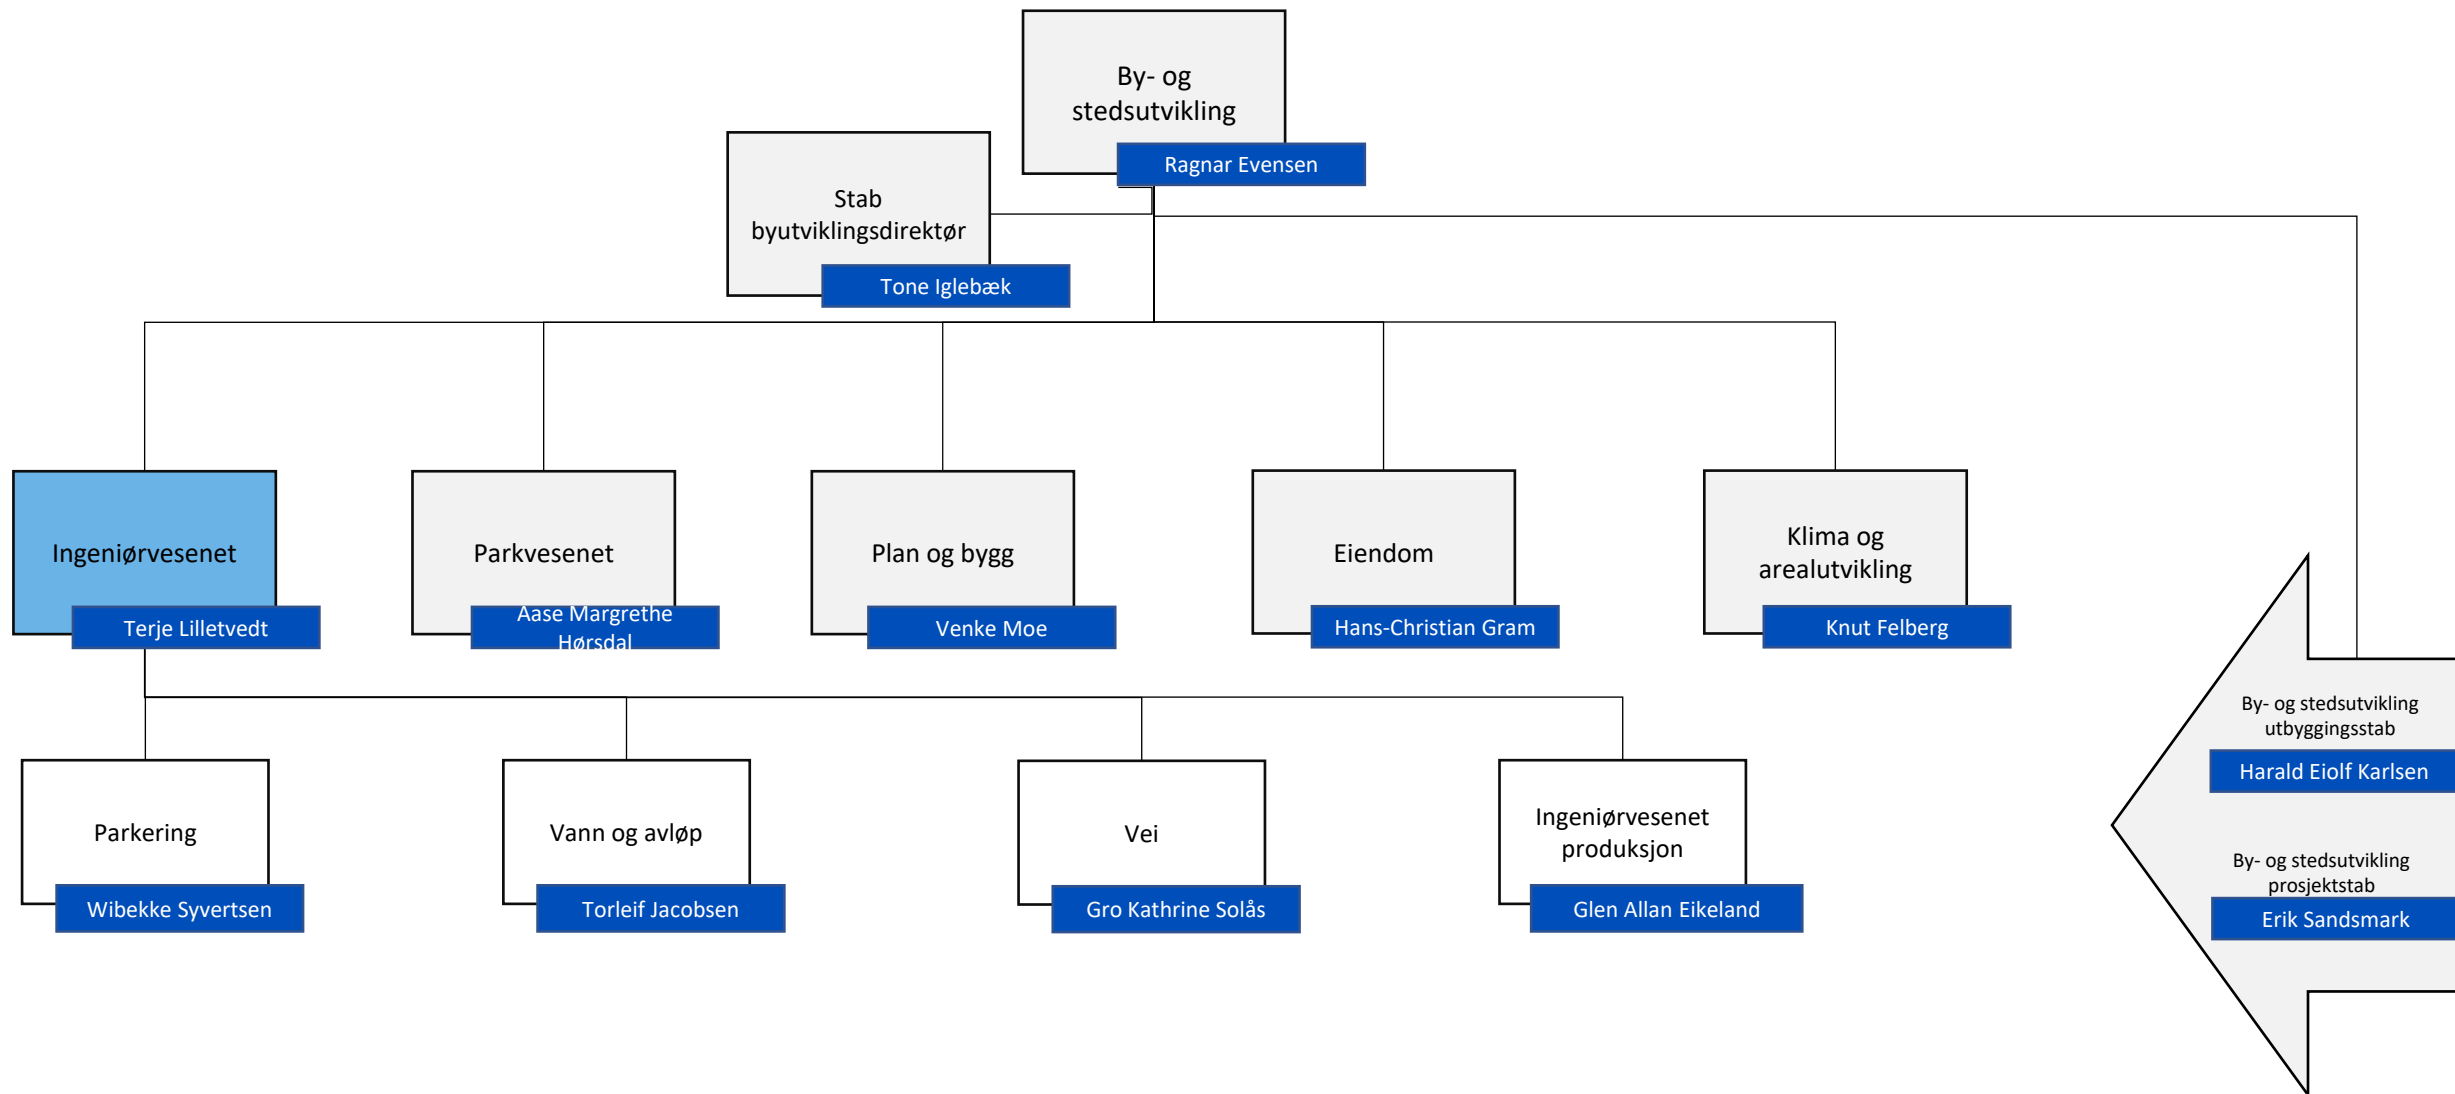 By- og
stedsutvikling
Ragnar Evensen
Stab
byutviklingsdirektør
Tone Iglebæk
Ingeniørvesenet
Terje Lilletvedt
Parkvesenet
Aase Margrethe
Hørsdal
Plan og bygg
Venke Moe
Eiendom
Hans-Christian Gram
Klima og
arealutvikling
Knut Felberg
Parkering
Wibekke Syvertsen
Vann og avløp
Torleif Jacobsen
Vei
Gro Kathrine Solås
Ingeniørvesenet
produksjon
Glen Allan Eikeland
By- og stedsutvikling
utbyggingsstab
Harald Eiolf Karlsen
By- og stedsutvikling
prosjektstab
Erik Sandsmark